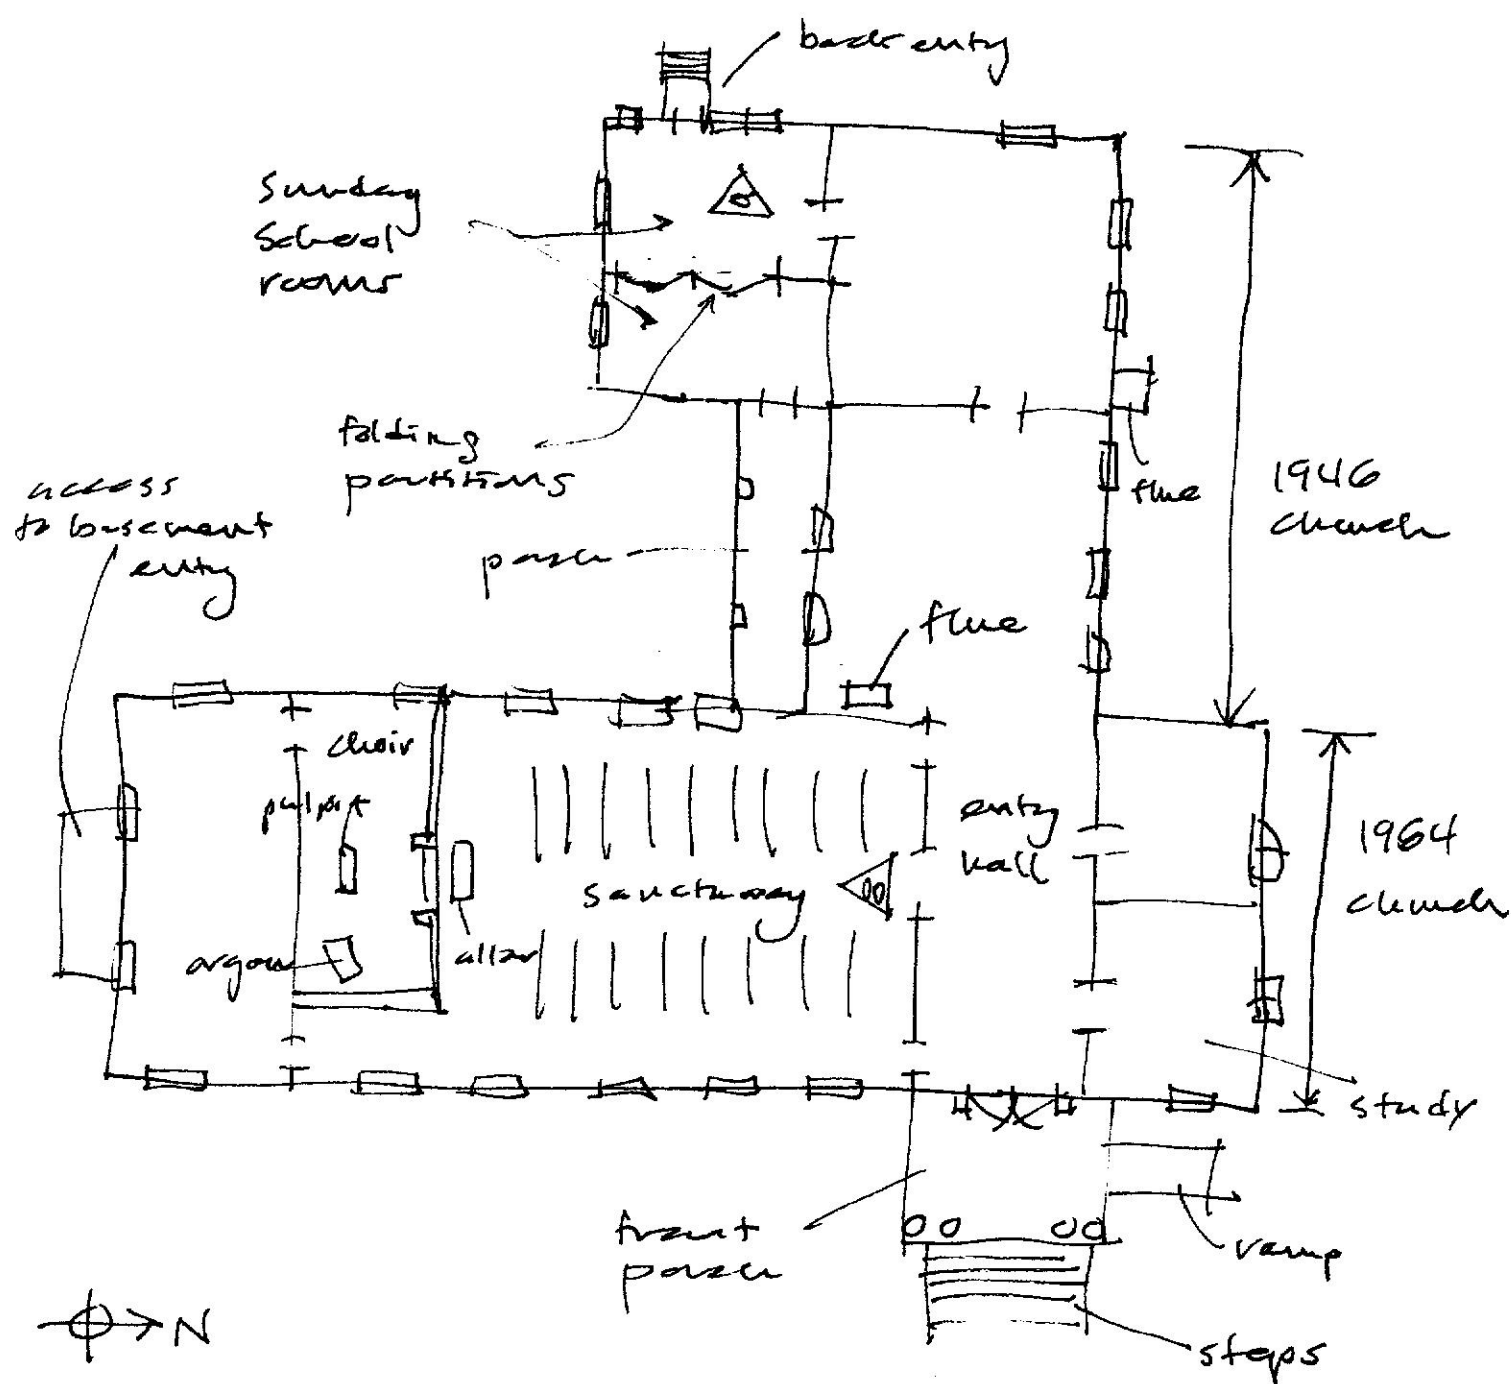 back entry
Sunday
School
rooms
folding
partitions
1946
church
flue
access
to basement
entry
porch
flue
choir
pulpit
entry
hall
1964
church
sanctuary
organ
altar
study
front
porch
ramp
N
steps